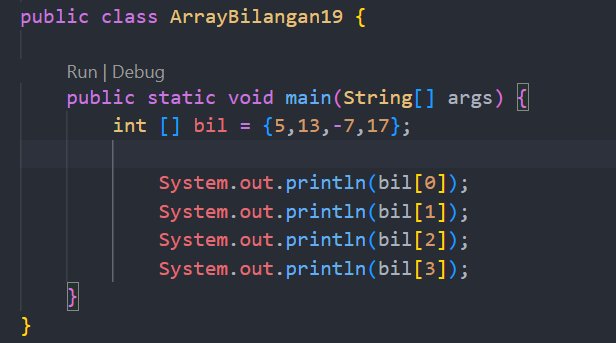 public class ArrayBilangan19 {
Run | Debug
public static void main(String[] args) {
int [] bil = {5,13,-7,17};
System.out.println(bil[0]);
System.out.println(bil[1]);
System.out.println(bil[2]);
System.out.println(bil[3]);
}
}